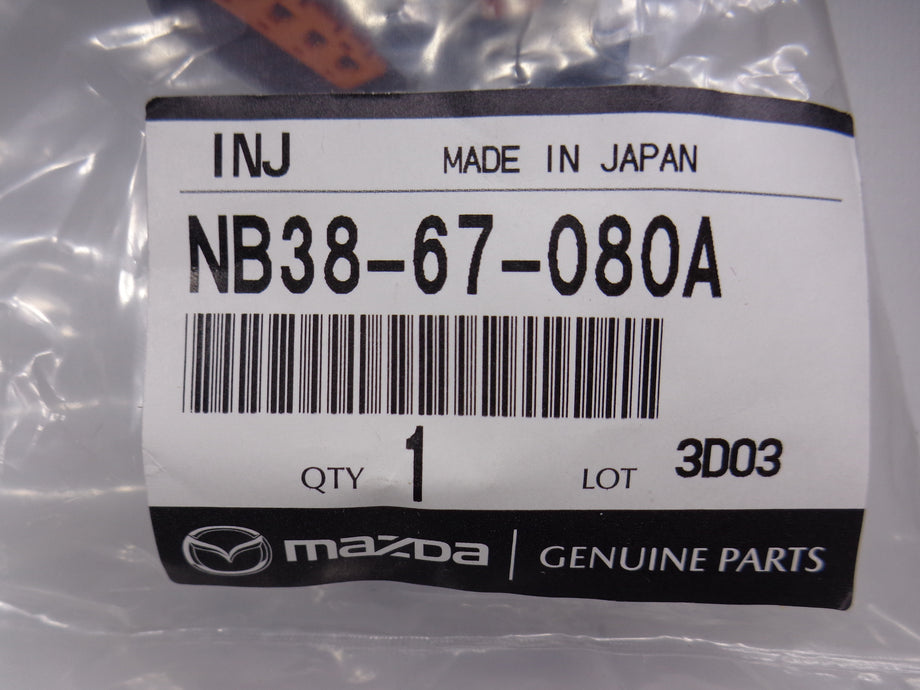 INJ MADE IN JAPAN
NB38-67-080A
QTY 1 LOT 3D03
mazda GENUINE PARTS